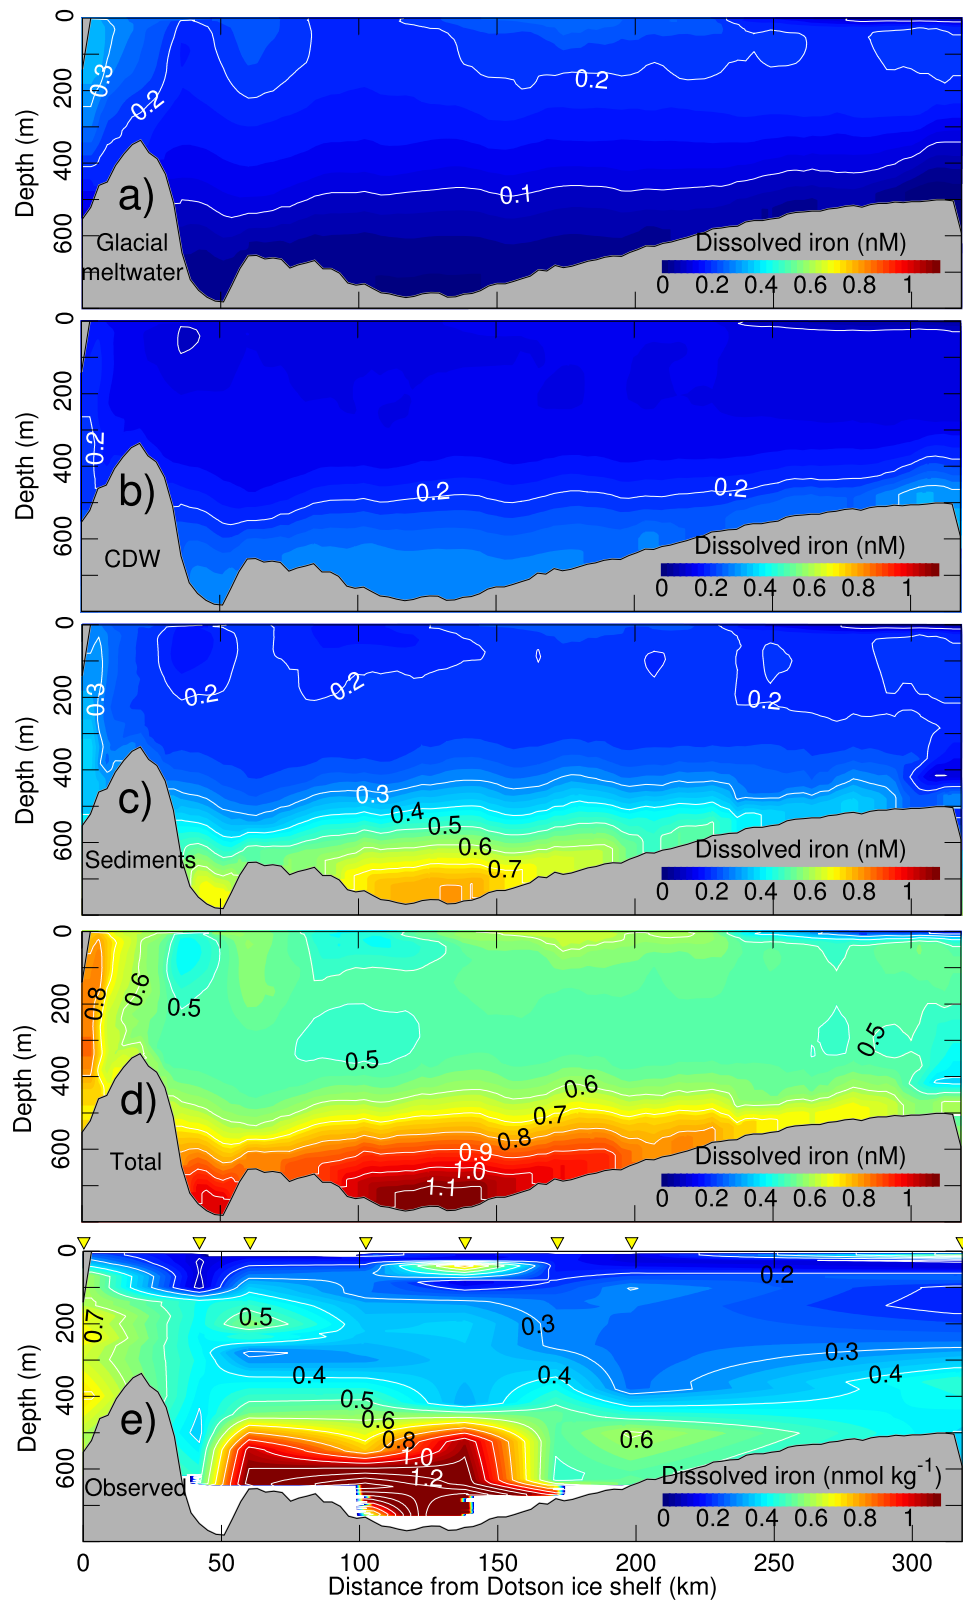 0
200
400
600
Depth (m)
0.3
0.2
0.2
0.1
a)
Glacial
meltwater
Dissolved iron (nM)
0 0.2 0.4 0.6 0.8 1
0
200
400
600
Depth (m)
0.2
0.2
0.2
b)
CDW
Dissolved iron (nM)
0 0.2 0.4 0.6 0.8 1
0
200
400
600
Depth (m)
0.3
0.2
0.2
0.2
0.3
0.4
0.5
0.6
0.7
c)
Sediments
Dissolved iron (nM)
0 0.2 0.4 0.6 0.8 1
0
200
400
600
Depth (m)
0.8
0.6
0.5
0.5
0.5
0.6
0.7
0.8
0.9
1.0
1.1
d)
Total
Dissolved iron (nM)
0 0.2 0.4 0.6 0.8 1
0
200
400
600
Depth (m)
0.7
0.5
0.2
0.3
0.3
0.4
0.4
0.4
0.5
0.6
0.8
1.0
1.2
0.6
e)
Observed
Dissolved iron (nmol kg⁻¹)
0 0.2 0.4 0.6 0.8 1
0 50 100 150 200 250 300
Distance from Dotson ice shelf (km)